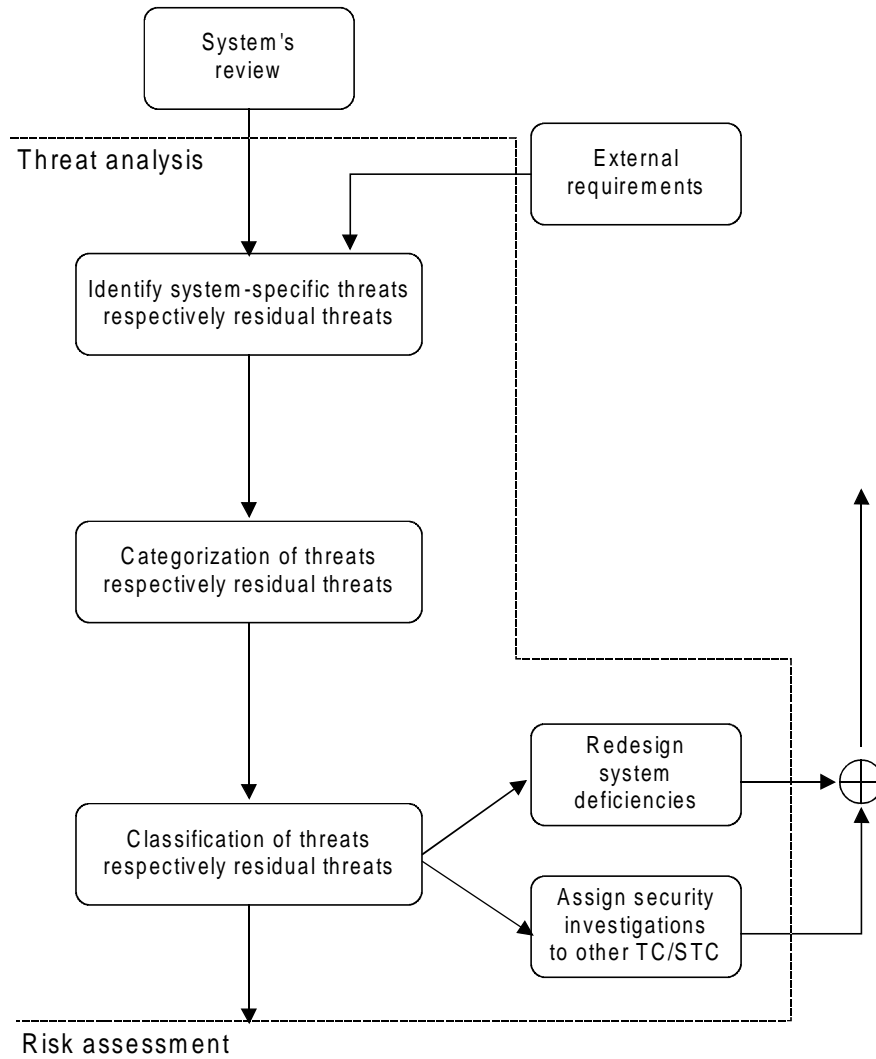 System's
review
Threat analysis
External
requirements
Identify system-specific threats
respectively residual threats
Categorization of threats
respectively residual threats
Redesign
system
deficiencies
Classification of threats
respectively residual threats
Assign security
investigations
to other TC/STC
Risk assessment